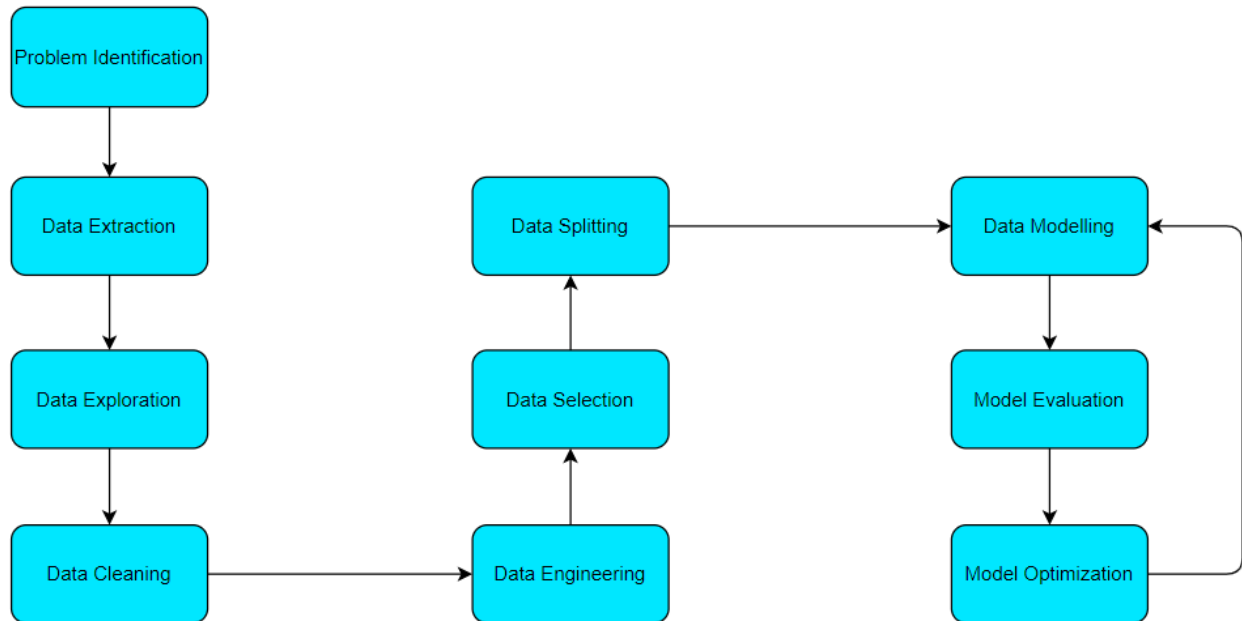 Problem Identification
Data Extraction
Data Exploration
Data Cleaning
Data Engineering
Data Selection
Data Splitting
Data Modelling
Model Evaluation
Model Optimization